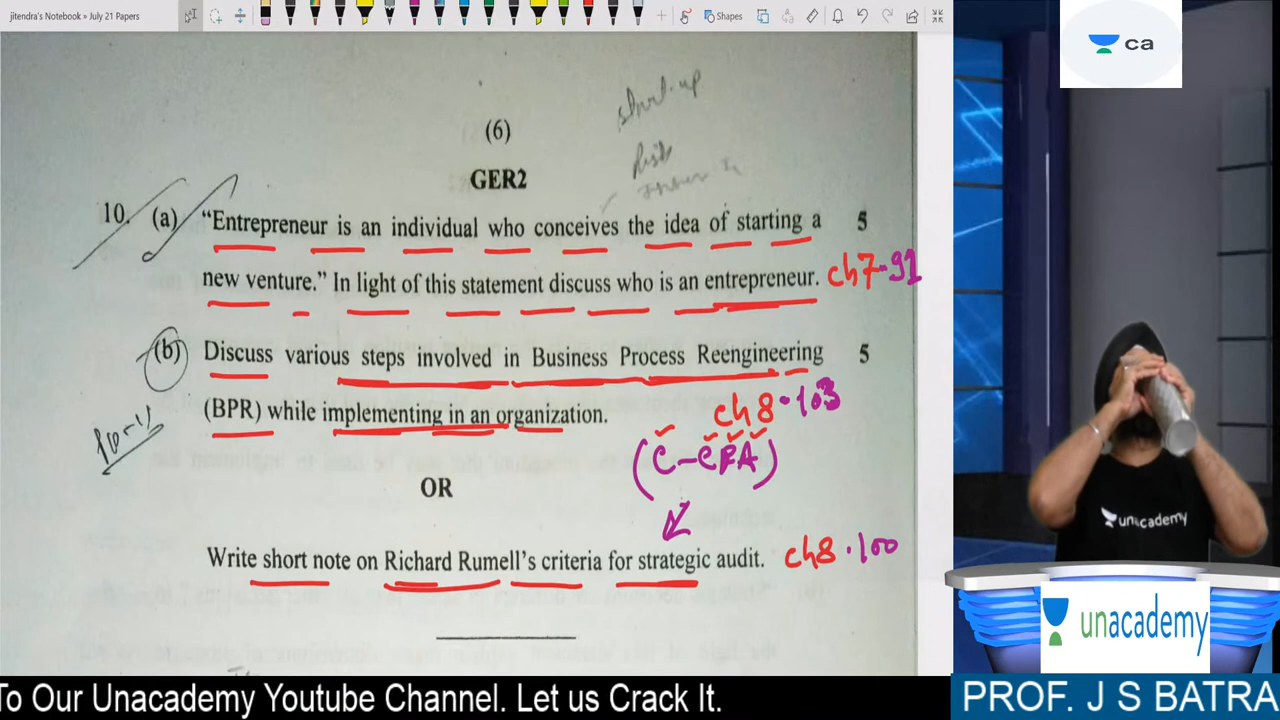 jitendra's Notebook » July 21 Papers
Shapes
ca
start-up
(6)
GER2
10. (a) “Entrepreneur is an individual who conceives the idea of starting a 5
new venture.” In light of this statement discuss who is an entrepreneur. ch7-91
(b) Discuss various steps involved in Business Process Reengineering 5
(BPR) while implementing in an organization. ch8-103
(C-CFA)
OR
Write short note on Richard Rumell's criteria for strategic audit. ch8-100
unacademy
unacademy
To Our Unacademy Youtube Channel. Let us Crack It.
PROF. J S BATRA